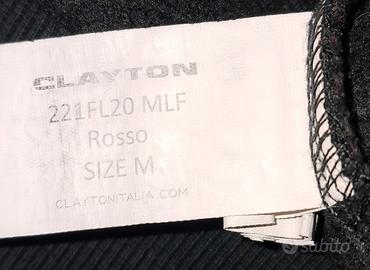 CLAYTON
221FL20 MLF
Rosso
SIZE M
CLAYTONITALIA.COM
subito